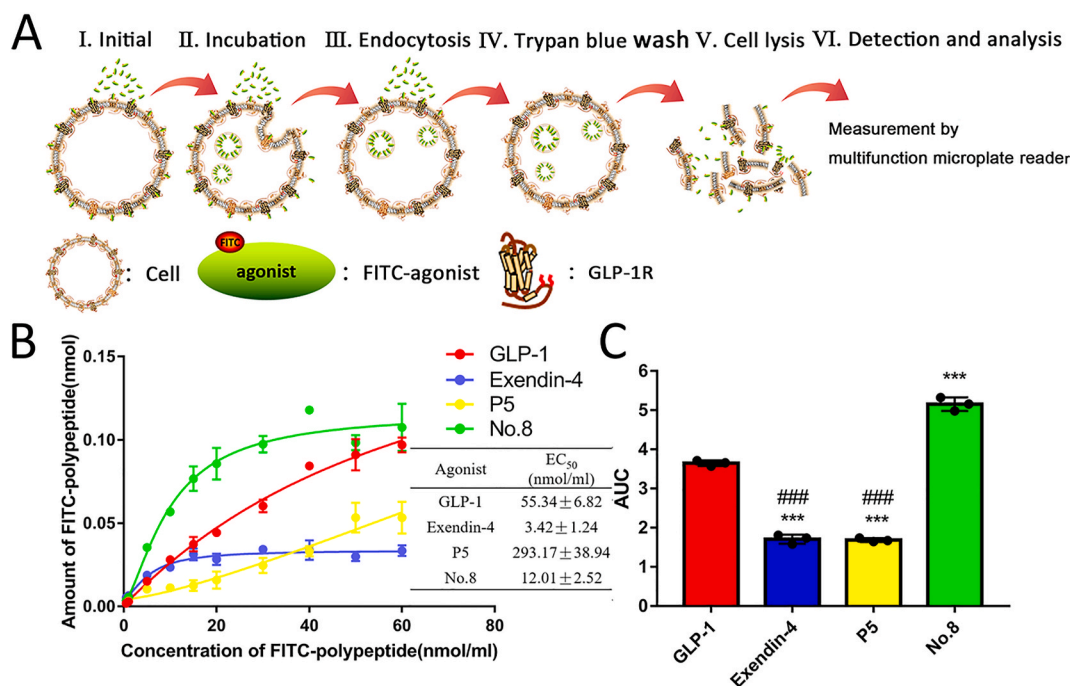 A
I. Initial II. Incubation III. Endocytosis IV. Trypan blue wash V. Cell lysis VI. Detection and analysis
Measurement by
multifunction microplate reader
: Cell
FITC
agonist
: FITC-agonist
: GLP-1R
B
Amount of FITC-polypeptide(nmol)
0.15
0.10
0.05
0.00
0 20 40 60 80
Concentration of FITC-polypeptide(nmol/ml)
GLP-1
Exendin-4
P5
No.8
Agonist EC50 (nmol/ml)
GLP-1 55.34±6.82
Exendin-4 3.42±1.24
P5 293.17±38.94
No.8 12.01±2.52
C
AUC
6
5
4
3
2
1
0
***
### ###
*** ***
GLP-1 Exendin-4 P5 No.8